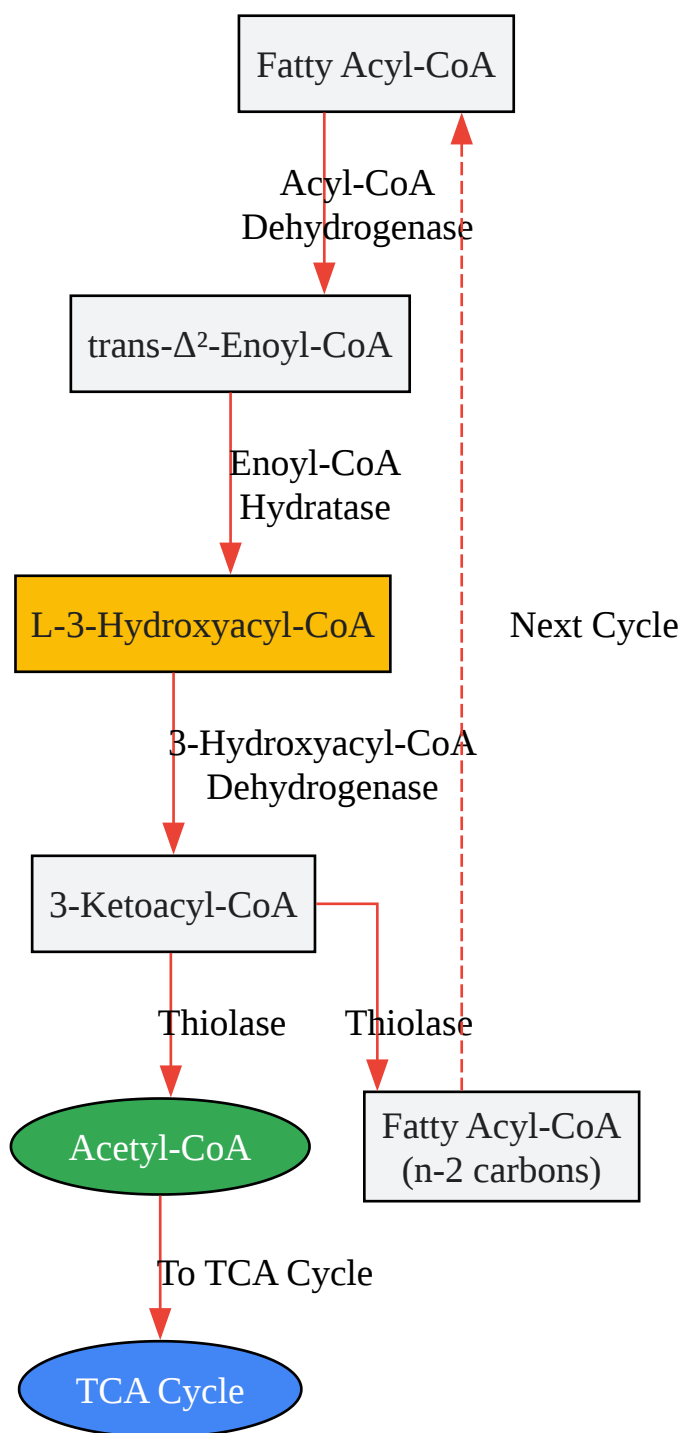 Fatty Acyl-CoA
Acyl-CoA
Dehydrogenase
trans-Δ²-Enoyl-CoA
Enoyl-CoA
Hydratase
L-3-Hydroxyacyl-CoA
Next Cycle
3-Hydroxyacyl-CoA
Dehydrogenase
3-Ketoacyl-CoA
Thiolase
Thiolase
Acetyl-CoA
Fatty Acyl-CoA
(n-2 carbons)
To TCA Cycle
TCA Cycle